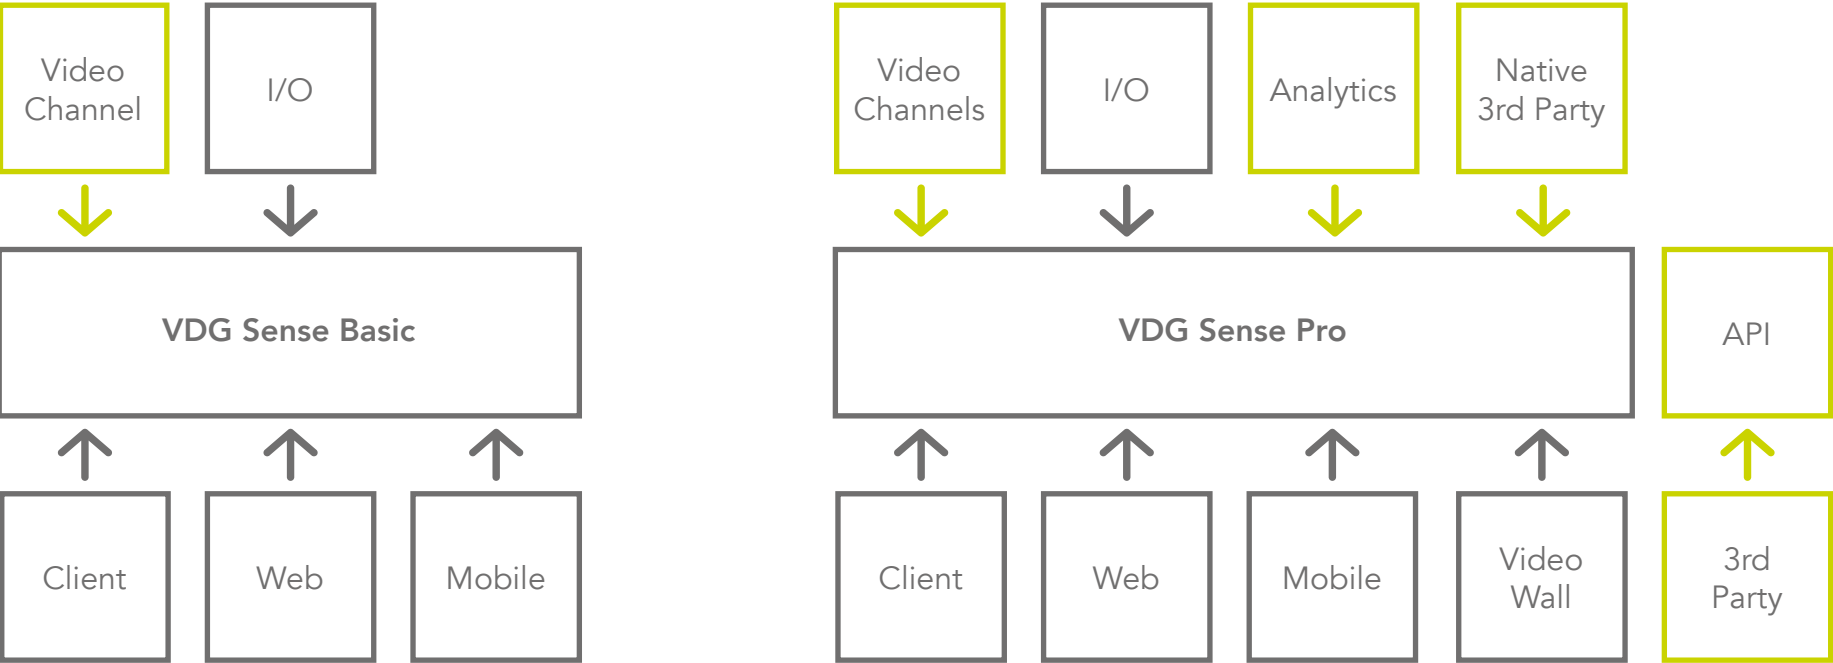 Video
Channel
I/O
VDG Sense Basic
Client
Web
Mobile
Video
Channels
I/O
Analytics
Native
3rd Party
VDG Sense Pro
API
Client
Web
Mobile
Video
Wall
3rd
Party